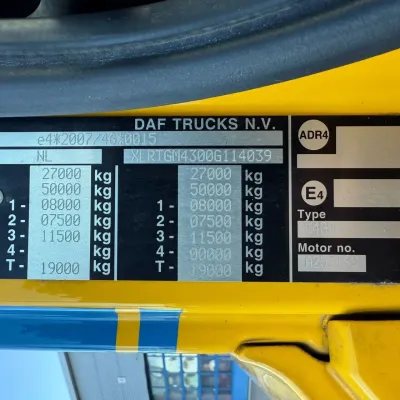 DAF TRUCKS N.V.
e4*2007/46*0015
NL XLRTGM4300G114039
27000 kg 27000 kg
50000 kg 50000 kg
1 - 08000 kg 1 - 08000 kg
2 - 07500 kg 2 - 07500 kg
3 - 11500 kg 3 - 11500 kg
4 - kg 4 - 00000 kg
T - 19000 kg T - 19000 kg
ADR4
E4
Type
Motor no.